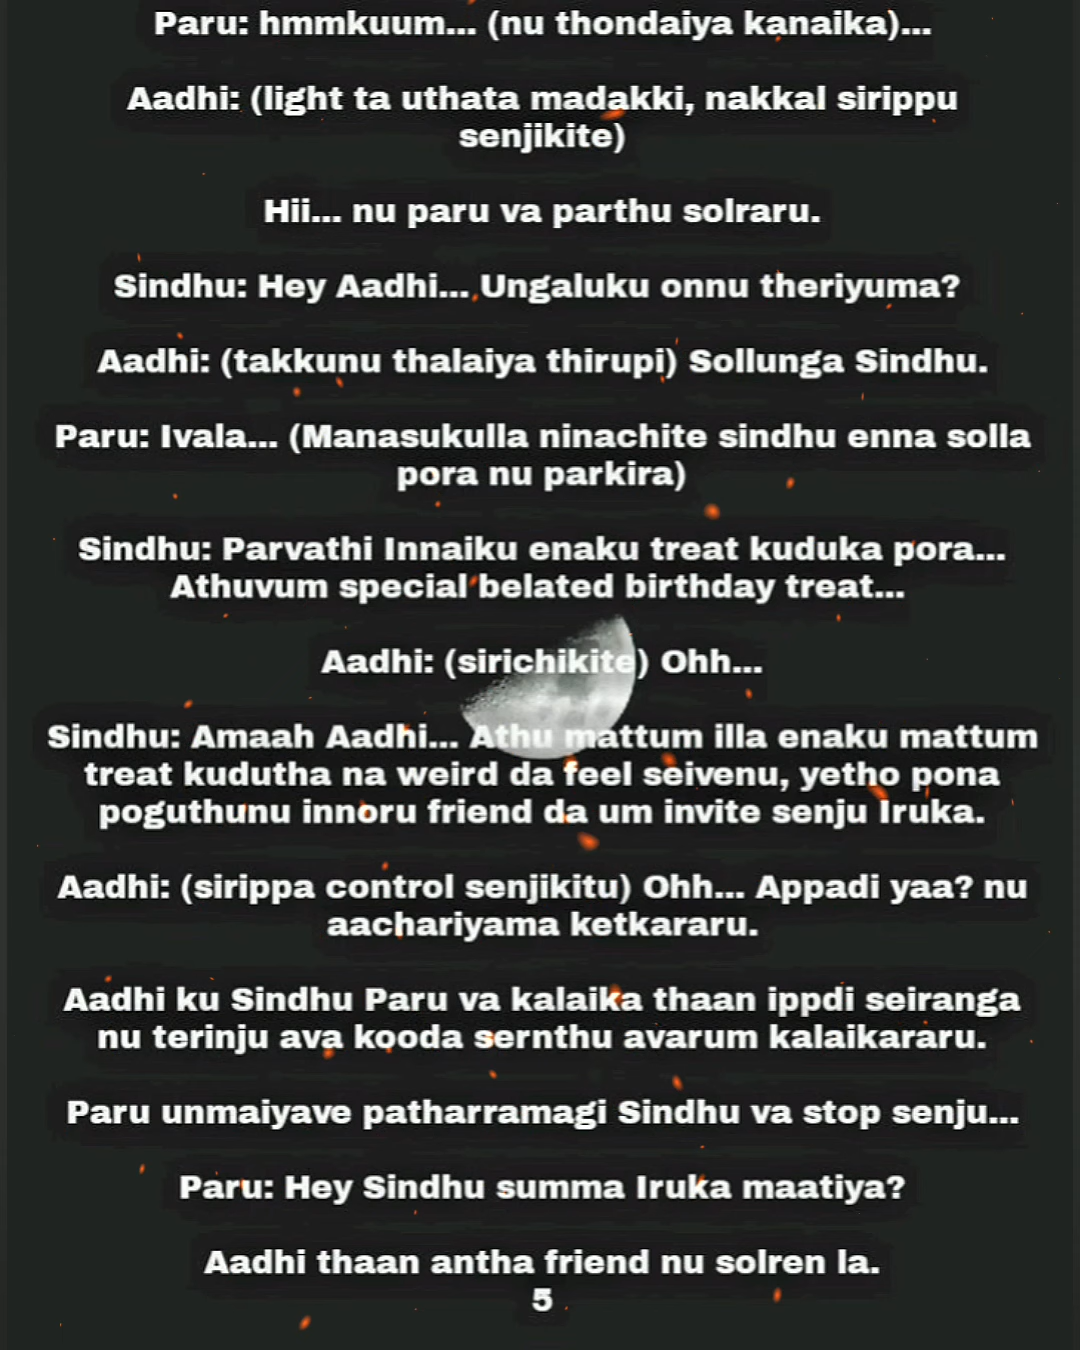 Paru: hmmkuum... (nu thondaiya kanaika)...
Aadhi: (light ta uthata madakki, nakkal sirippu
senjikite)
Hii... nu paru va parthu solraru.
Sindhu: Hey Aadhi... Ungaluku onnu theriyuma?
Aadhi: (takkunu thalaiya thirupi) Sollunga Sindhu.
Paru: Ivala... (Manasukulla ninachite sindhu enna solla
pora nu parkira)
Sindhu: Parvathi Innaiku enaku treat kuduka pora...
Athuvum special belated birthday treat...
Aadhi: (sirichikite) Ohh...
Sindhu: Amaah Aadhi... Athu mattum illa enaku mattum
treat kudutha na weird da feel seivenu, yetho pona
poguthunu innoru friend da um invite senju Iruka.
Aadhi: (sirippa control senjikitu) Ohh... Appadi yaa? nu
aachariyama ketkararu.
Aadhi ku Sindhu Paru va kalaika thaan ippdi seiranga
nu terinju ava kooda sernthu avarum kalaikararu.
Paru unmaiyave patharramagi Sindhu va stop senju...
Paru: Hey Sindhu summa Iruka maatiya?
Aadhi thaan antha friend nu solren la.
5